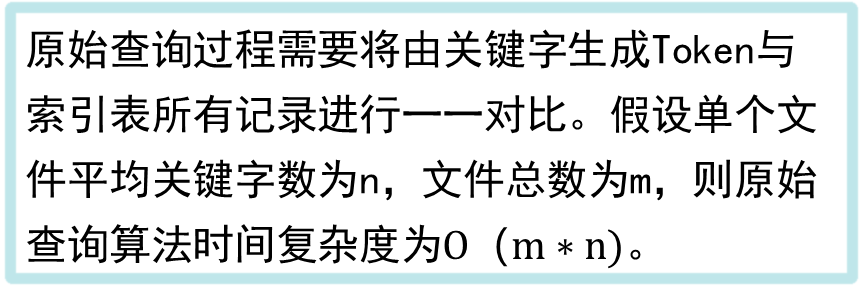 原始查询过程需要将由关键字生成Token与
索引表所有记录进行一一对比。假设单个文
件平均关键字数为n，文件总数为m，则原始
查询算法时间复杂度为O（m∗n)。